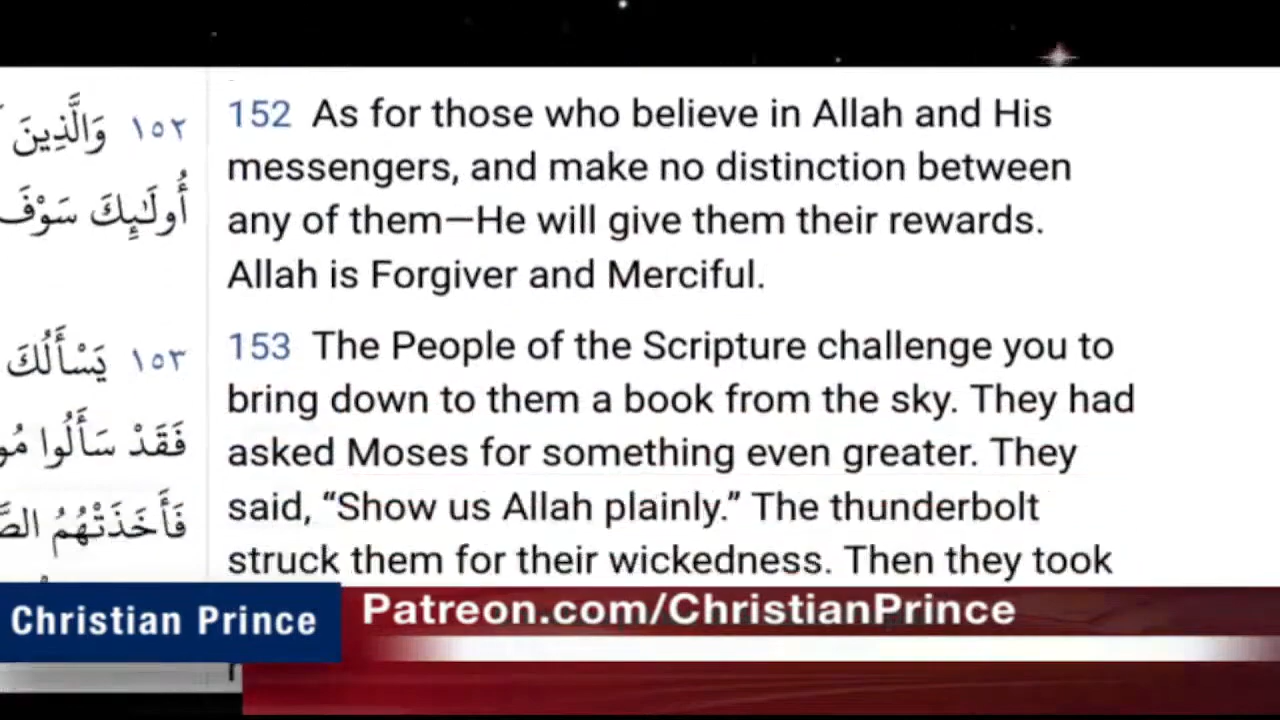 ١٥٢ وَالَّذِينَ
أُولَٰئِكَ سَوْفَ
152 As for those who believe in Allah and His
messengers, and make no distinction between
any of them—He will give them their rewards.
Allah is Forgiver and Merciful.
١٥٣ يَسْأَلُكَ
فَقَدْ سَأَلُوا
فَأَخَذَتْهُمُ
153 The People of the Scripture challenge you to
bring down to them a book from the sky. They had
asked Moses for something even greater. They
said, “Show us Allah plainly.” The thunderbolt
struck them for their wickedness. Then they took
Christian Prince
Patreon.com/ChristianPrince